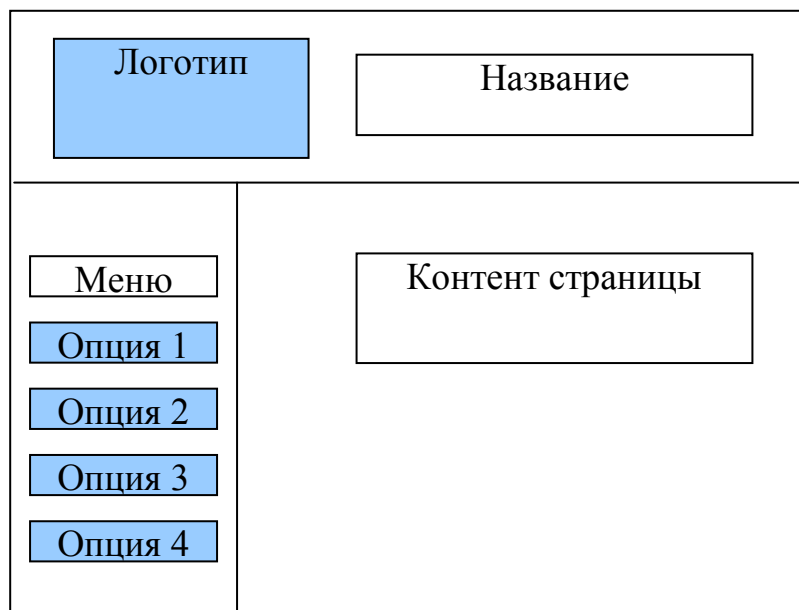 Логотип
Название
Меню
Контент страницы
Опция 1
Опция 2
Опция 3
Опция 4